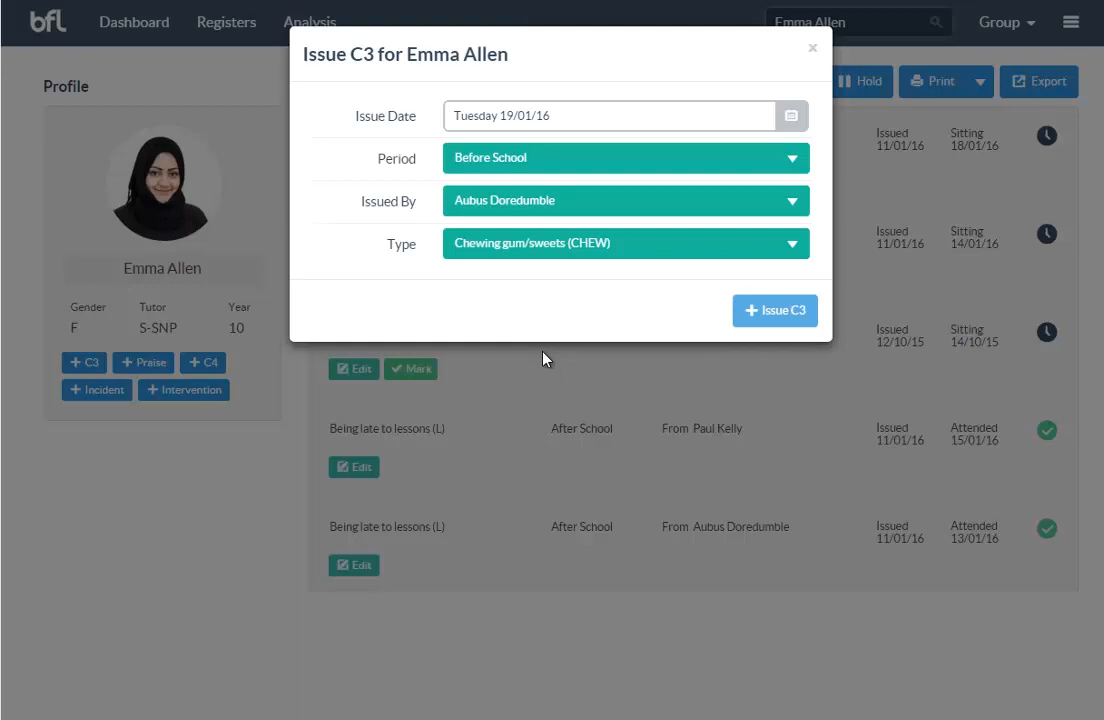 bfl
Dashboard
Registers
Analysis
Emma Allen
Group
Issue C3 for Emma Allen
×
Profile
Hold
Print
Export
Issue Date
Tuesday 19/01/16
Period
Before School
Issued By
Aubus Doredumble
Type
Chewing gum/sweets (CHEW)
+ Issue C3
Emma Allen
Gender Tutor Year
F S-SNP 10
+ C3 + Praise + C4
+ Incident + Intervention
Issued Sitting
11/01/16 18/01/16
Issued Sitting
11/01/16 14/01/16
Issued Sitting
12/10/15 14/10/15
Edit Mark
Being late to lessons (L) After School From Paul Kelly Issued Attended
11/01/16 15/01/16
Edit
Being late to lessons (L) After School From Aubus Doredumble Issued Attended
11/01/16 13/01/16
Edit